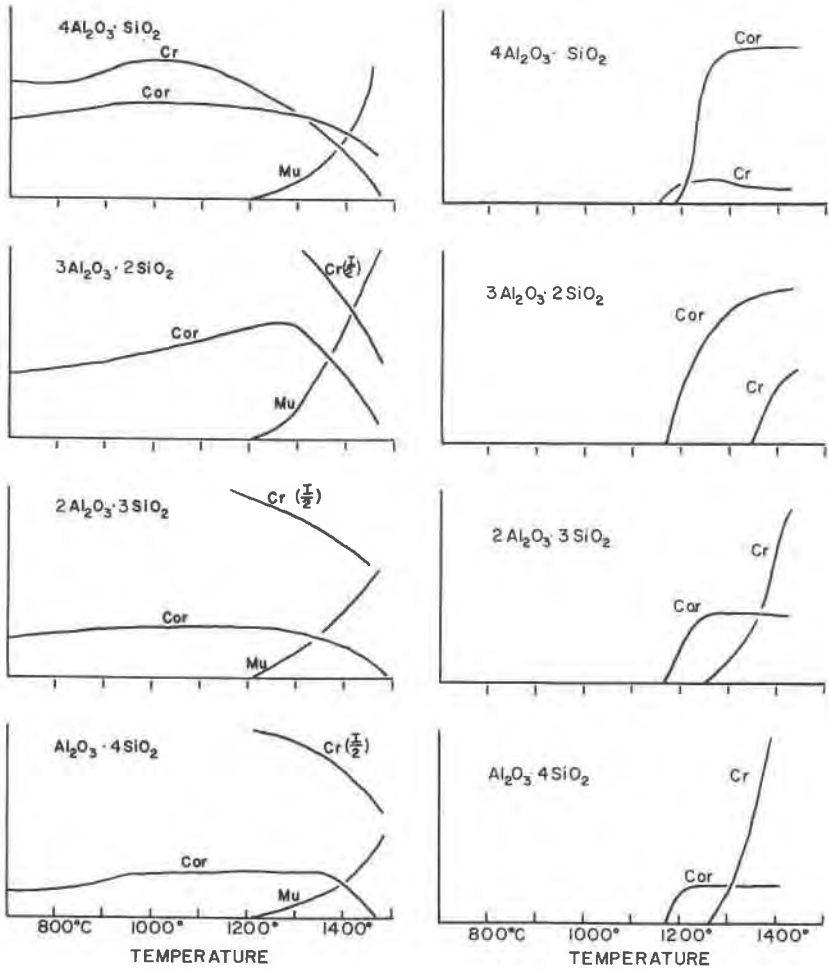 4Al₂O₃·SiO₂
Cr
Cor
Mu
3Al₂O₃·2SiO₂
Cr(I/2)
Cor
Mu
2Al₂O₃·3SiO₂
Cr (I/2)
Cor
Mu
Al₂O₃·4SiO₂
Cr(I/2)
Cor
Mu
800°C 1000° 1200° 1400°
TEMPERATURE
4Al₂O₃· SiO₂
Cor
Cr
3Al₂O₃·2SiO₂
Cor
Cr
2Al₂O₃·3SiO₂
Cr
Cor
Al₂O₃·4SiO₂
Cr
Cor
800°C 1000° 1200° 1400°
TEMPERATURE